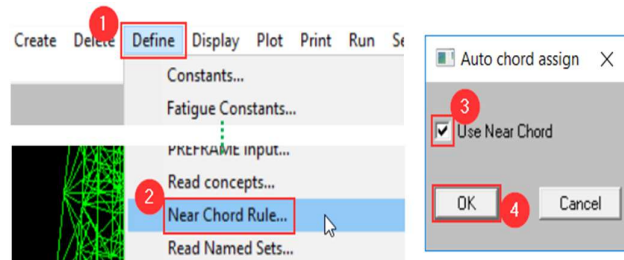 1
Create Delete Define Display Plot Print Run Se
Constants...
Fatigue Constants...
PREFRAME Input...
Read concepts...
2
Near Chord Rule...
Read Named Sets...
Auto chord assign
3
Use Near Chord
OK
4
Cancel